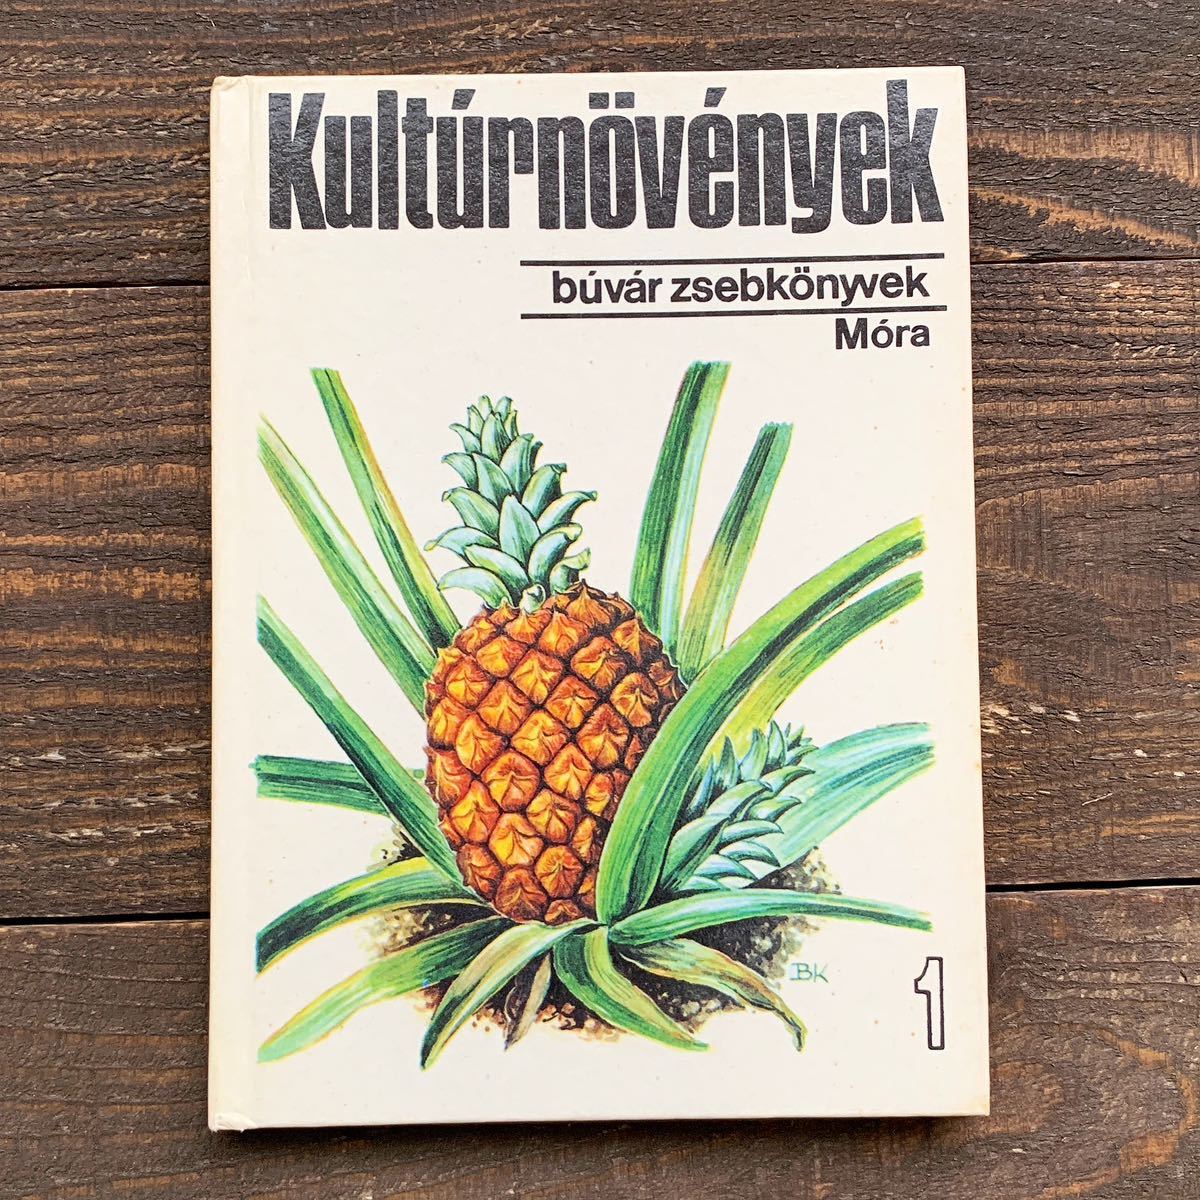 Kultúrnövények
búvár zsebkönyvek
Móra
BK
1